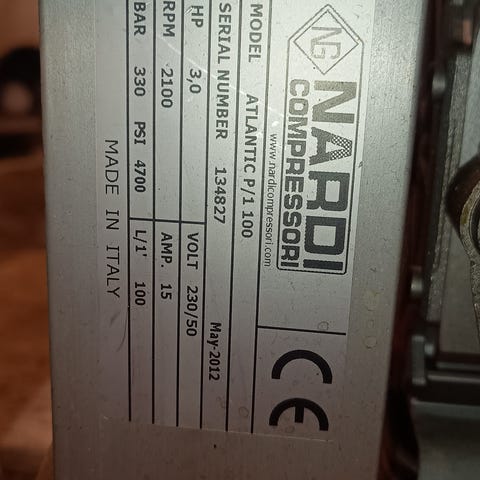 NG
NARDI
COMPRESSORI
www.nardicompressori.com
CE
MODEL ATLANTIC P/1 100
SERIAL NUMBER 134827 May-2012
HP 3,0 VOLT 230/50
RPM 2100 AMP. 15
BAR 330 PSI 4700 L/1' 100
MADE IN ITALY